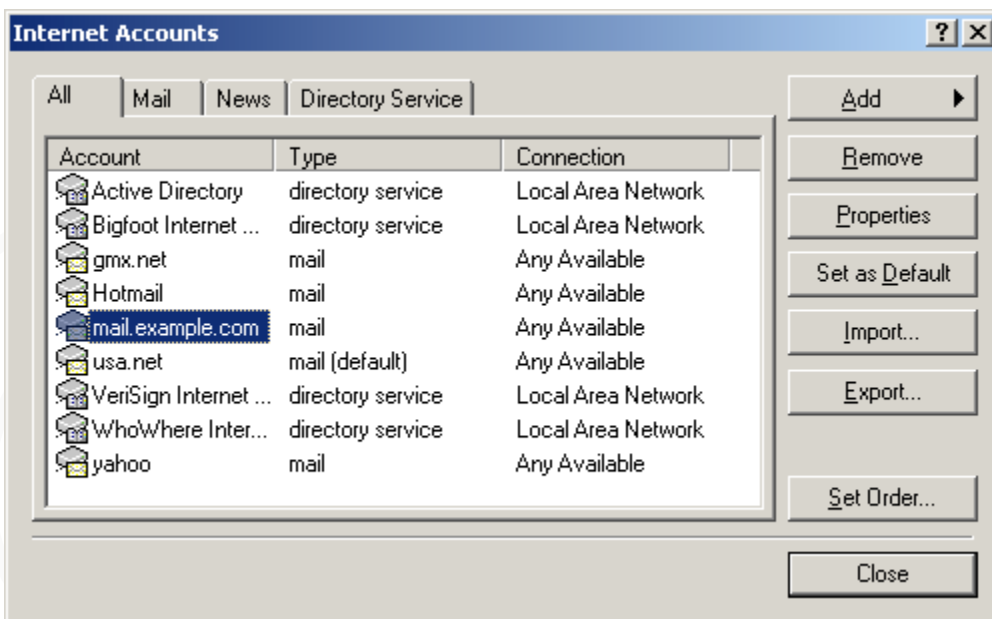 Internet Accounts
All Mail News Directory Service
Add
Remove
Properties
Set as Default
Import...
Export...
Set Order...
Close
Account Type Connection
Active Directory directory service Local Area Network
Bigfoot Internet ... directory service Local Area Network
gmx.net mail Any Available
Hotmail mail Any Available
mail.example.com mail Any Available
usa.net mail (default) Any Available
VeriSign Internet ... directory service Local Area Network
WhoWhere Inter... directory service Local Area Network
yahoo mail Any Available